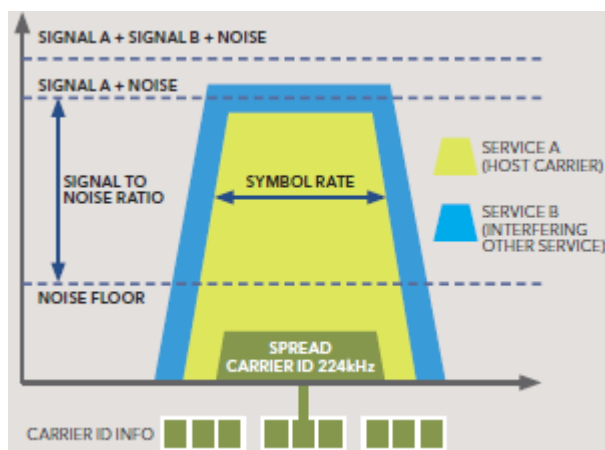 SIGNAL A + SIGNAL B + NOISE
SIGNAL A + NOISE
SIGNAL TO
NOISE RATIO
SYMBOL RATE
SERVICE A
(HOST CARRIER)
SERVICE B
(INTERFERING
OTHER SERVICE)
NOISE FLOOR
SPREAD
CARRIER ID 224kHz
CARRIER ID INFO